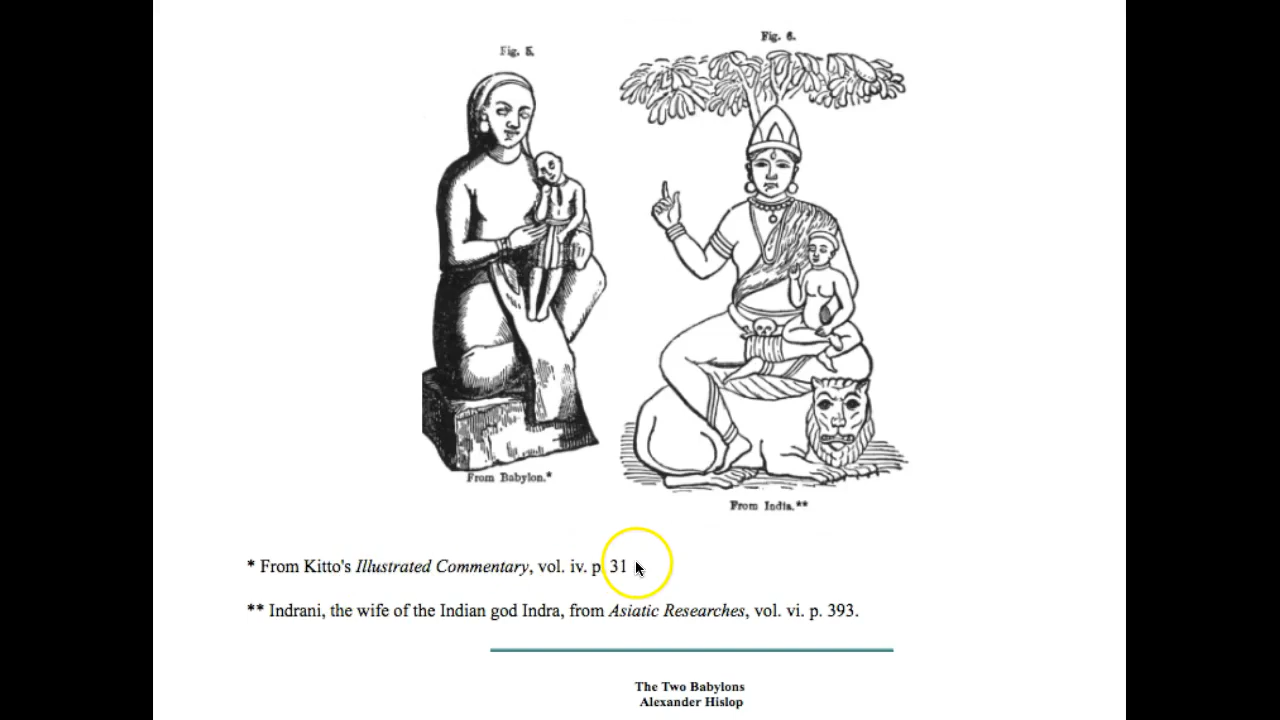 Fig. 5.
Fig. 6.
From Babylon.*
From India.**
* From Kitto's Illustrated Commentary, vol. iv. p. 31
** Indrani, the wife of the Indian god Indra, from Asiatic Researches, vol. vi. p. 393.
The Two Babylons
Alexander Hislop